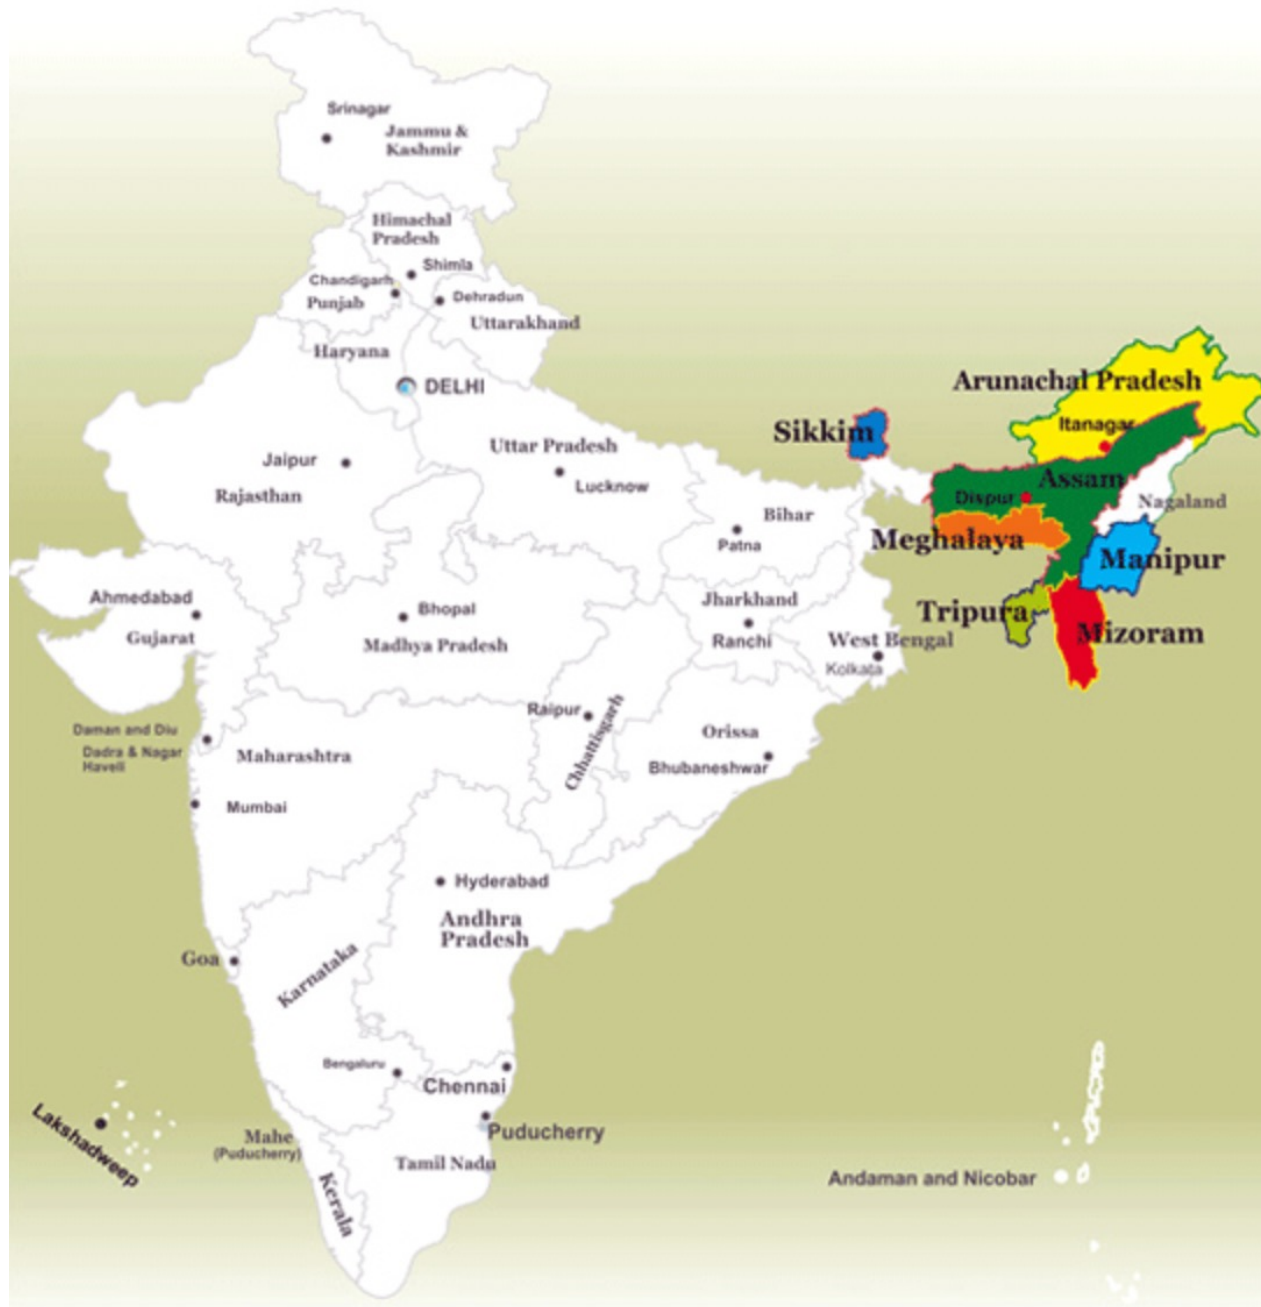 Srinagar
Jammu &
Kashmir
Himachal
Pradesh
Shimla
Chandigarh
Punjab
Dehradun
Uttarakhand
Haryana
DELHI
Arunachal Pradesh
Itanagar
Sikkim
Uttar Pradesh
Jaipur
Lucknow
Rajasthan
Assam
Dispur
Nagaland
Bihar
Patna
Meghalaya
Manipur
Ahmedabad
Bhopal
Jharkhand
Tripura
Gujarat
Madhya Pradesh
Ranchi
West Bengal
Mizoram
Kolkata
Raipur
Chhattisgarh
Daman and Diu
Dadra & Nagar
Haveli
Maharashtra
Orissa
Bhubaneshwar
Mumbai
Hyderabad
Andhra
Pradesh
Goa
Karnataka
Bengaluru
Chennai
Lakshadweep
Mahe
(Puducherry)
Puducherry
Tamil Nadu
Kerala
Andaman and Nicobar